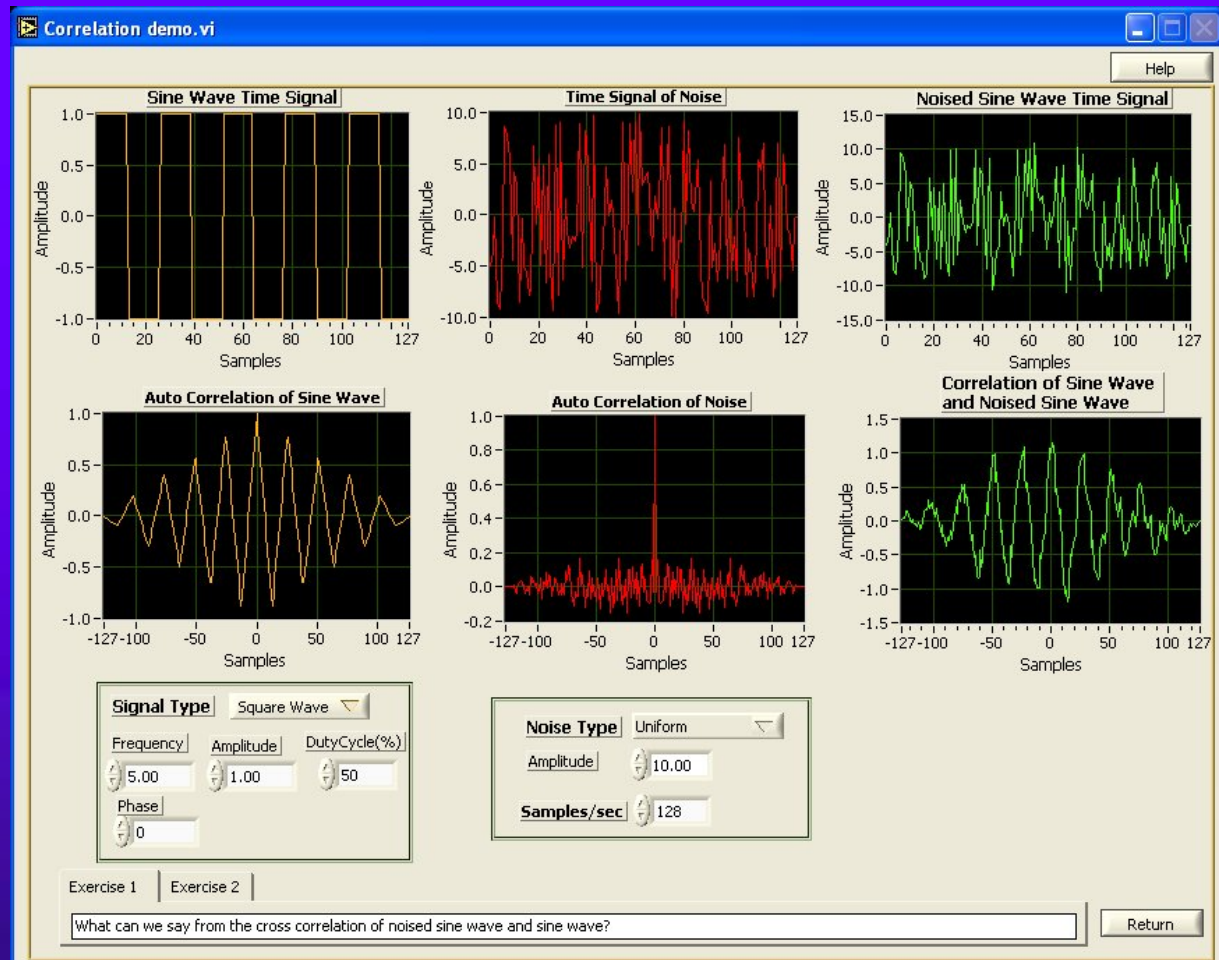 Correlation demo.vi
Help
Sine Wave Time Signal
Time Signal of Noise
Noised Sine Wave Time Signal
1.0
0.5
0.0
-0.5
-1.0
Amplitude
0 20 40 60 80 100 127
Samples
10.0
5.0
0.0
-5.0
-10.0
Amplitude
0 20 40 60 80 100 127
Samples
15.0
10.0
5.0
0.0
-5.0
-10.0
-15.0
Amplitude
0 20 40 60 80 100 127
Samples
Auto Correlation of Sine Wave
1.0
0.5
0.0
-0.5
-1.0
Amplitude
-127 -100 -50 0 50 100 127
Samples
Auto Correlation of Noise
1.0
0.8
0.6
0.4
0.2
0.0
-0.2
Amplitude
-127 -100 -50 0 50 100 127
Samples
Correlation of Sine Wave
and Noised Sine Wave
1.5
1.0
0.5
0.0
-0.5
-1.0
-1.5
Amplitude
-127 -100 -50 0 50 100 127
Samples
Signal Type Square Wave
Frequency Amplitude DutyCycle(%)
5.00 1.00 50
Phase
0
Noise Type Uniform
Amplitude 10.00
Samples/sec 128
Exercise 1 Exercise 2
What can we say from the cross correlation of noised sine wave and sine wave?
Return